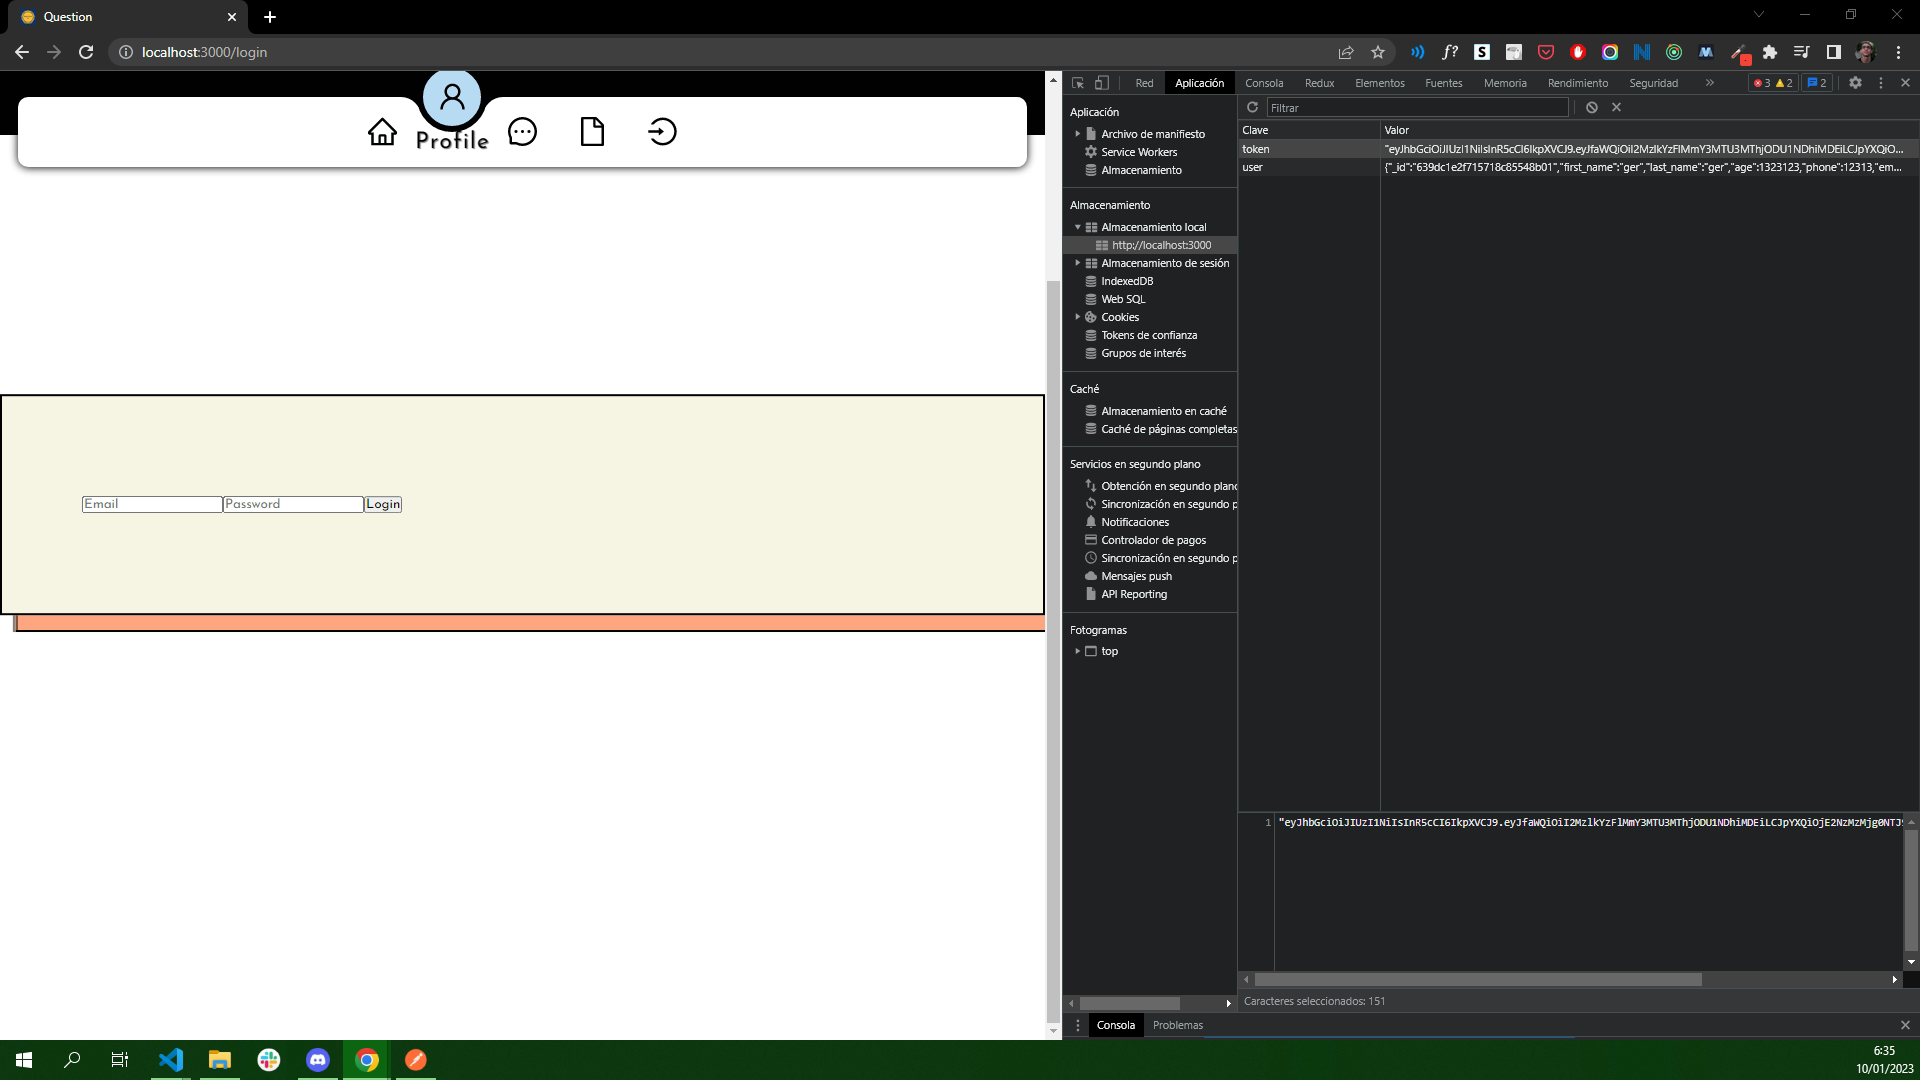 Question
localhost:3000/login
Profile
Email Password Login
Red Aplicación Consola Redux Elementos Fuentes Memoria Rendimiento Seguridad » 3 2 2
Aplicación
Archivo de manifiesto
Service Workers
Almacenamiento
Almacenamiento
Almacenamiento local
http://localhost:3000
Almacenamiento de sesión
IndexedDB
Web SQL
Cookies
Tokens de confianza
Grupos de interés
Caché
Almacenamiento en caché
Caché de páginas completas
Servicios en segundo plano
Obtención en segundo plano
Sincronización en segundo p
Notificaciones
Controlador de pagos
Sincronización en segundo p
Mensajes push
API Reporting
Fotogramas
top
Filtrar
Clave Valor
token
user {"_id":"639dc1e2f715718c85548b01","first_name":"ger","last_name":"ger","age":1323123,"phone":12313,"em...
1
Caracteres seleccionados: 151
Consola Problemas
6:35
10/01/2023